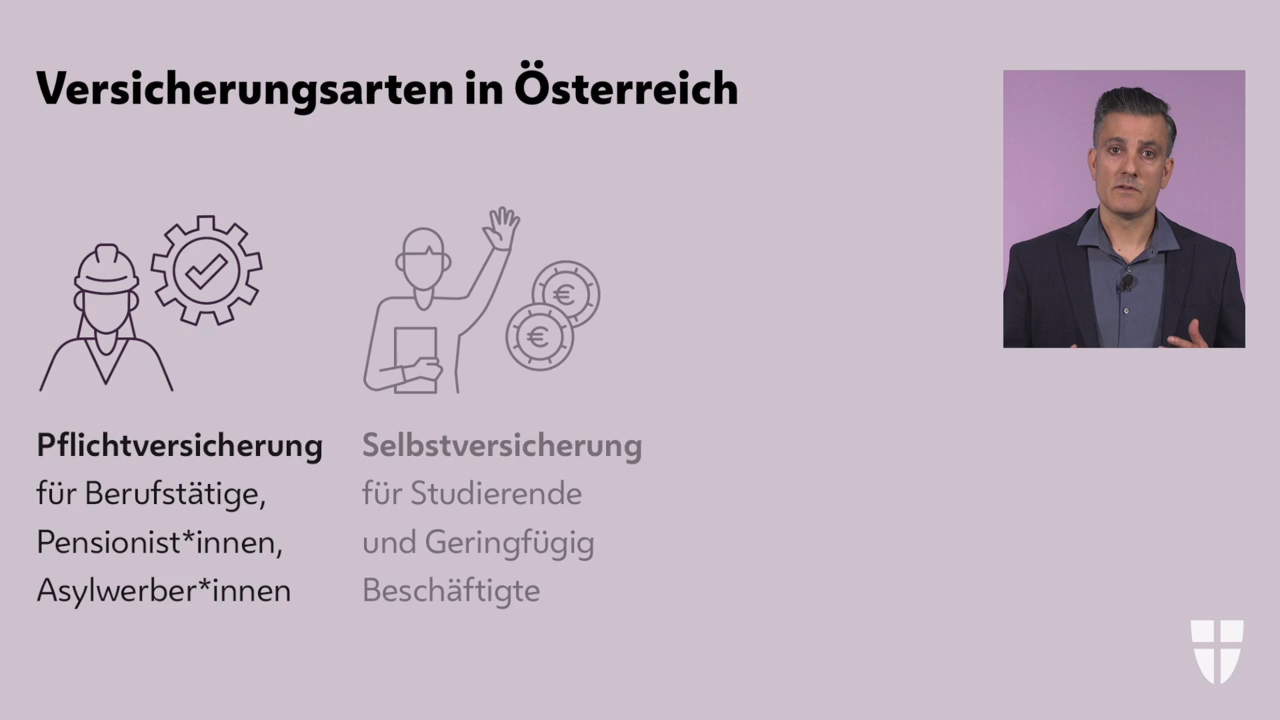 Versicherungsarten in Österreich
Pflichtversicherung
für Berufstätige,
Pensionist*innen,
Asylwerber*innen
Selbstversicherung
für Studierende
und Geringfügig
Beschäftigte